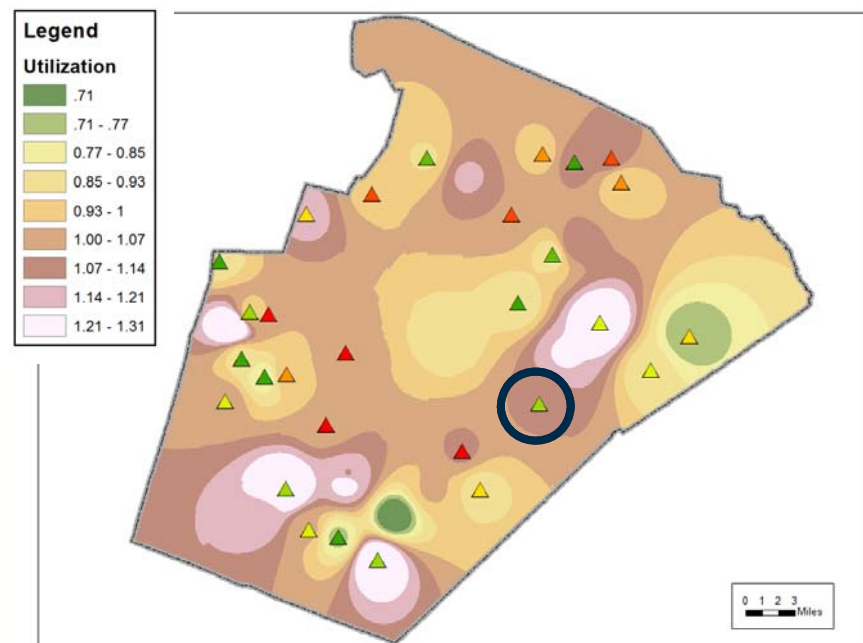 Legend
Utilization
.71
.71 - .77
0.77 - 0.85
0.85 - 0.93
0.93 - 1
1.00 - 1.07
1.07 - 1.14
1.14 - 1.21
1.21 - 1.31
0 1 2 3
Miles